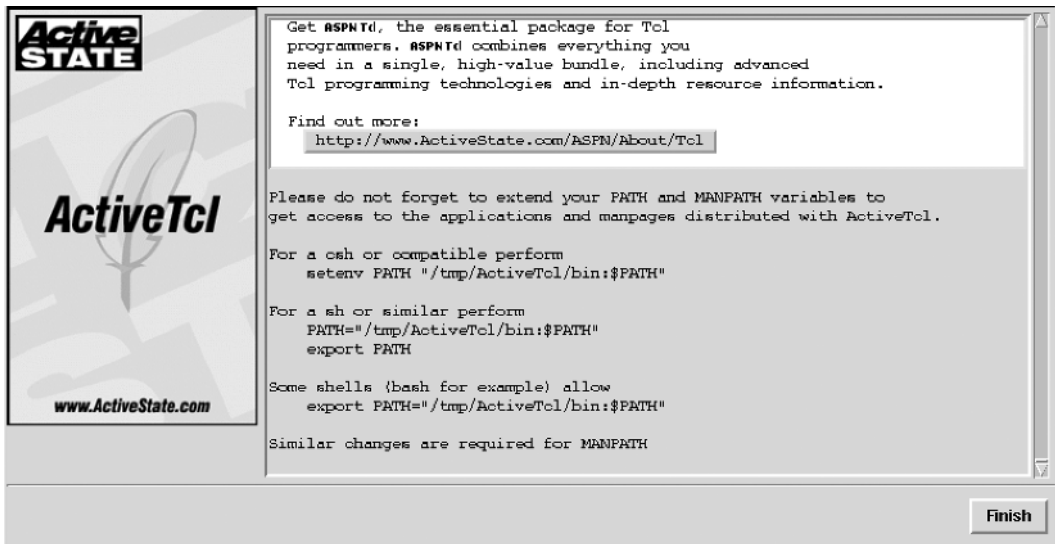 Active
STATE
ActiveTcl
www.ActiveState.com
Get ASPN Tcl, the essential package for Tcl
programmers. ASPN Tcl combines everything you
need in a single, high-value bundle, including advanced
Tcl programming technologies and in-depth resource information.
Find out more:
http://www.ActiveState.com/ASPN/About/Tcl
Please do not forget to extend your PATH and MANPATH variables to
get access to the applications and manpages distributed with ActiveTcl.
For a csh or compatible perform
setenv PATH "/tmp/ActiveTcl/bin:$PATH"
For a sh or similar perform
PATH="/tmp/ActiveTcl/bin:$PATH"
export PATH
Some shells (bash for example) allow
export PATH="/tmp/ActiveTcl/bin:$PATH"
Similar changes are required for MANPATH
Finish